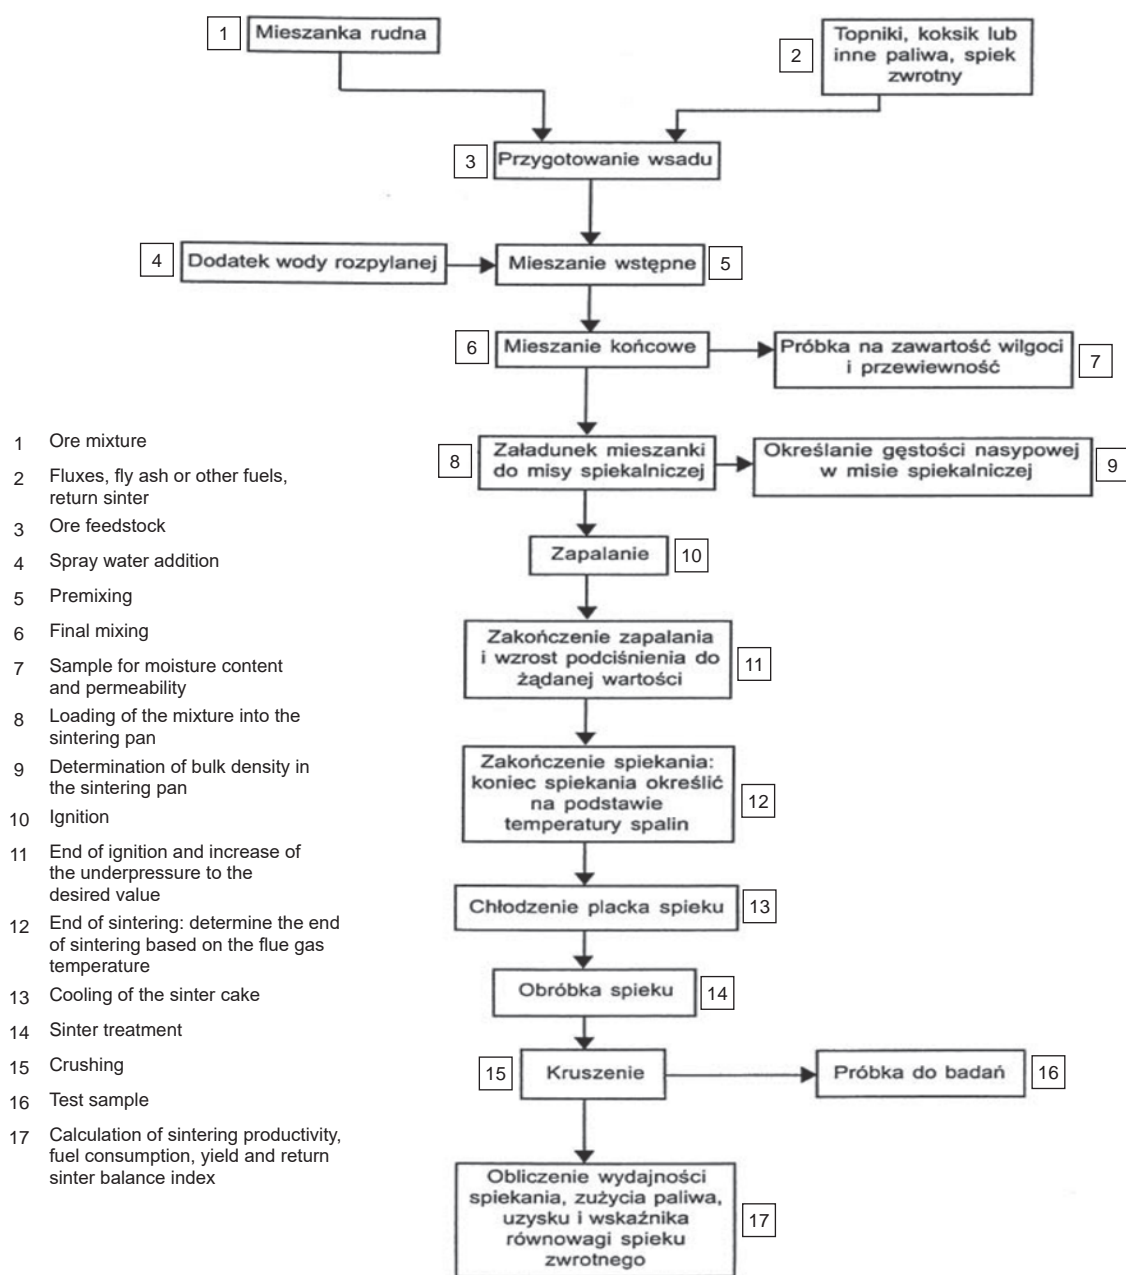 1
Mieszanka rudna
2
Topniki, koksik lub
inne paliwa, spiek
zwrotny
3
Przygotowanie wsadu
4
Dodatek wody rozpylanej
Mieszanie wstępne
5
6
Mieszanie końcowe
Próbka na zawartość wilgoci
i przewiewność
7
8
Załadunek mieszanki
do misy spiekalniczej
Określanie gęstości nasypowej
w misie spiekalniczej
9
Zapalanie
10
Zakończenie zapalania
i wzrost podciśnienia do
żądanej wartości
11
Zakończenie spiekania:
koniec spiekania określić
na podstawie
temperatury spalin
12
Chłodzenie placka spieku
13
Obróbka spieku
14
15
Kruszenie
Próbka do badań
16
Obliczenie wydajności
spiekania, zużycia paliwa,
uzysku i wskaźnika
równowagi spieku
zwrotnego
17
1 Ore mixture
2 Fluxes, fly ash or other fuels,
return sinter
3 Ore feedstock
4 Spray water addition
5 Premixing
6 Final mixing
7 Sample for moisture content
and permeability
8 Loading of the mixture into the
sintering pan
9 Determination of bulk density in
the sintering pan
10 Ignition
11 End of ignition and increase of
the underpressure to the
desired value
12 End of sintering: determine the end
of sintering based on the flue gas
temperature
13 Cooling of the sinter cake
14 Sinter treatment
15 Crushing
16 Test sample
17 Calculation of sintering productivity,
fuel consumption, yield and return
sinter balance index